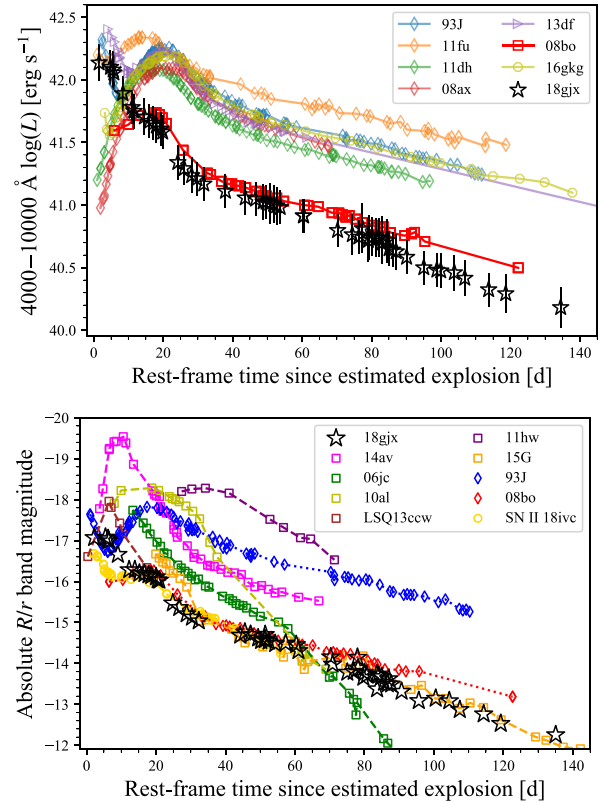 42.5
42.0
41.5
41.0
40.5
40.0
4000–10000 Å log(L) [erg s⁻¹]
93J
11fu
11dh
08ax
13df
08bo
16gkg
18gjx
0 20 40 60 80 100 120 140
Rest-frame time since estimated explosion [d]
−20
−19
−18
−17
−16
−15
−14
−13
−12
Absolute R/r band magnitude
18gjx
14av
06jc
10al
LSQ13ccw
11hw
15G
93J
08bo
SN II 18ivc
0 20 40 60 80 100 120 140
Rest-frame time since estimated explosion [d]